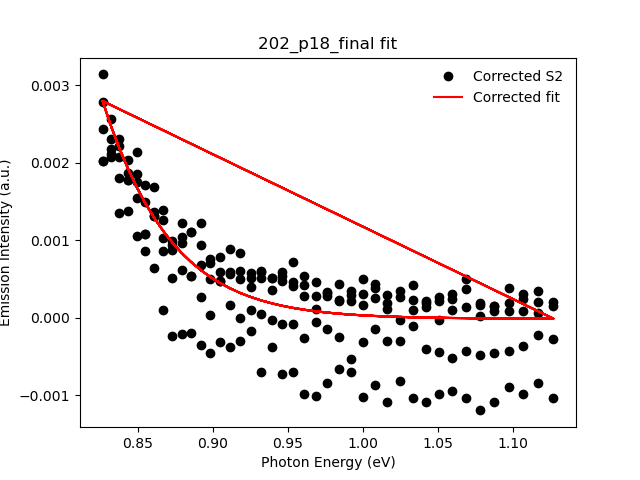 202_p18_final fit
Corrected S2
Corrected fit
0.003
0.002
0.001
0.000
−0.001
Emission Intensity (a.u.)
0.85 0.90 0.95 1.00 1.05 1.10
Photon Energy (eV)